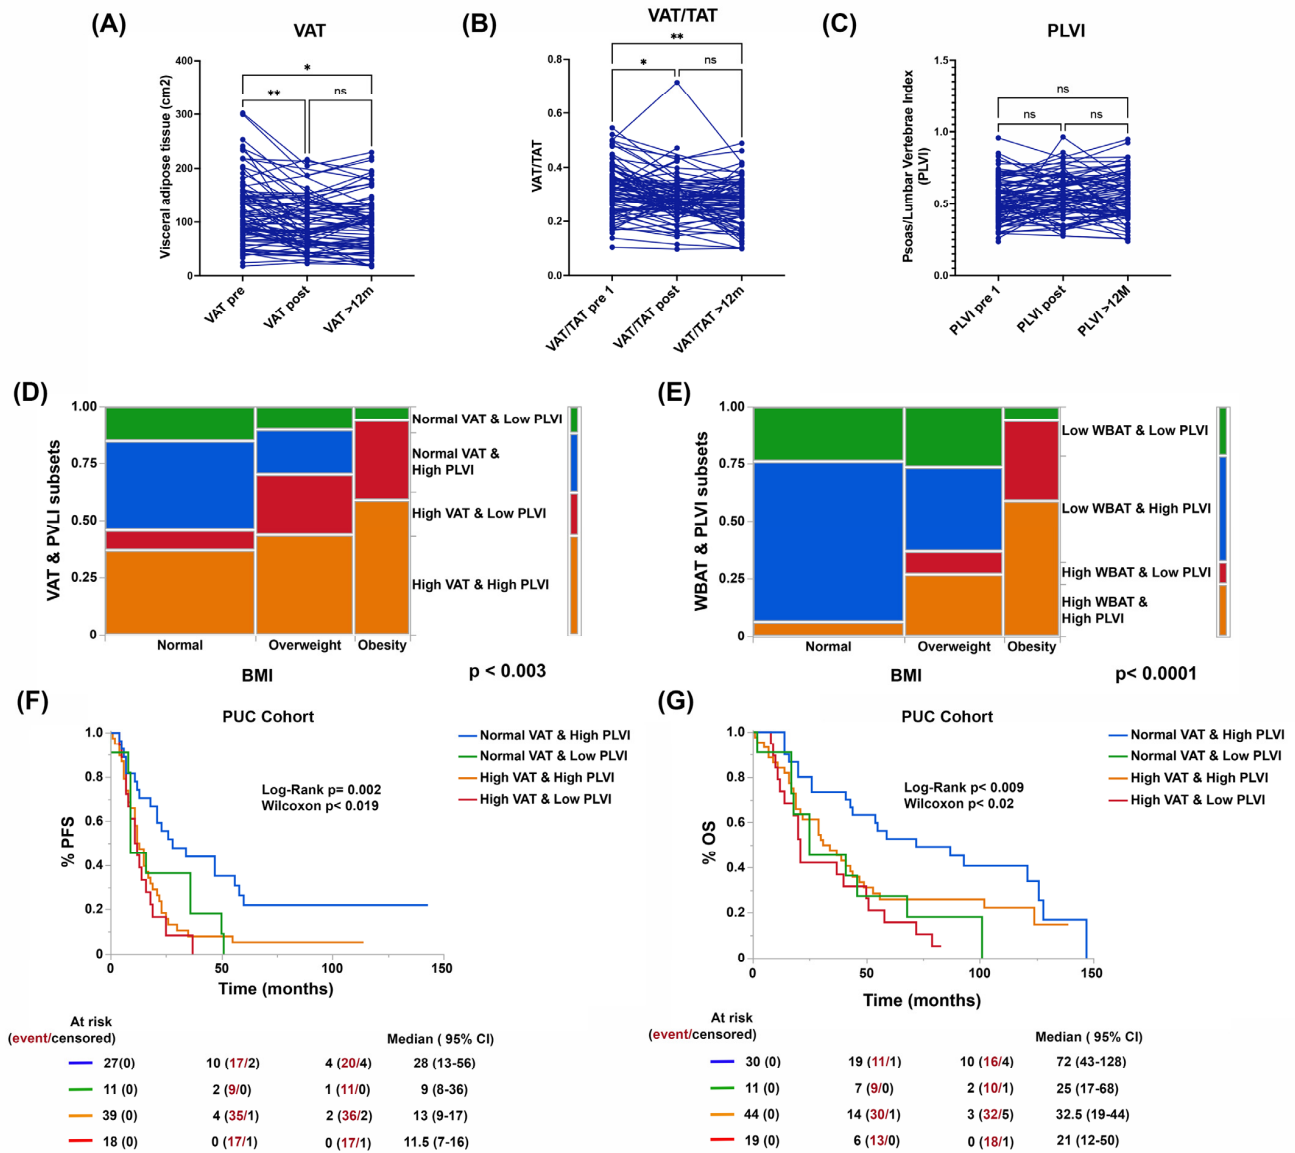 (A)
VAT
Visceral adipose tissue (cm2)
400
300
200
100
0
*
**
ns
VAT pre
VAT post
VAT >12m
(B)
VAT/TAT
VAT/TAT
0.8
0.6
0.4
0.2
0.0
**
*
ns
VAT/TAT pre 1
VAT/TAT post
VAT/TAT >12m
(C)
PLVI
Psoas/Lumbar Vertebrae Index
(PLVI)
1.5
1.0
0.5
0.0
ns
ns
ns
PLVI pre 1
PLVI post
PLVI >12M
(D)
VAT & PVLI subsets
1.00
0.75
0.50
0.25
0
Normal VAT & Low PLVI
Normal VAT &
High PLVI
High VAT & Low PLVI
High VAT & High PLVI
Normal
Overweight
Obesity
BMI
p < 0.003
(E)
WBAT & PLVI subsets
1.00
0.75
0.50
0.25
0
Low WBAT & Low PLVI
Low WBAT & High PLVI
High WBAT & Low PLVI
High WBAT &
High PLVI
Normal
Overweight
Obesity
BMI
p< 0.0001
(F)
PUC Cohort
% PFS
1.0
0.8
0.6
0.4
0.2
0
Log-Rank p= 0.002
Wilcoxon p< 0.019
Normal VAT & High PLVI
Normal VAT & Low PLVI
High VAT & High PLVI
High VAT & Low PLVI
0 50 100 150
Time (months)
At risk
(event/censored)
Median ( 95% CI)
27(0) 10 (17/2) 4 (20/4) 28 (13-56)
11 (0) 2 (9/0) 1 (11/0) 9 (8-36)
39 (0) 4 (35/1) 2 (36/2) 13 (9-17)
18 (0) 0 (17/1) 0 (17/1) 11.5 (7-16)
(G)
PUC Cohort
% OS
1.0
0.8
0.6
0.4
0.2
0
Log-Rank p< 0.009
Wilcoxon p< 0.02
Normal VAT & High PLVI
Normal VAT & Low PLVI
High VAT & High PLVI
High VAT & Low PLVI
0 50 100 150
Time (months)
At risk
(event/censored)
Median ( 95% CI)
30 (0) 19 (11/1) 10 (16/4) 72 (43-128)
11 (0) 7 (9/0) 2 (10/1) 25 (17-68)
44 (0) 14 (30/1) 3 (32/5) 32.5 (19-44)
19 (0) 6 (13/0) 0 (18/1) 21 (12-50)